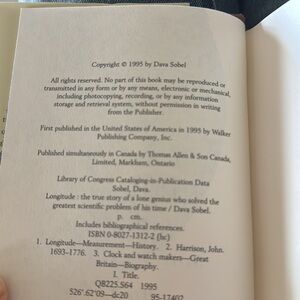 Copyright © 1995 by Dava Sobel
All rights reserved. No part of this book may be reproduced or
transmitted in any form or by any means, electronic or mechanical,
including photocopying, recording, or by any information
storage and retrieval system, without permission in writing
from the Publisher.
First published in the United States of America in 1995 by Walker
Publishing Company, Inc.
Published simultaneously in Canada by Thomas Allen & Son Canada,
Limited, Markham, Ontario
Library of Congress Cataloging-in-Publication Data
Sobel, Dava.
Longitude : the true story of a lone genius who solved the
greatest scientific problem of his time / Dava Sobel.
p. cm.
Includes bibliographical references.
ISBN 0-8027-1312-2 (hc)
1. Longitude—Measurement—History. 2. Harrison, John,
1693-1776. 3. Clock and watch makers—Great
Britain—Biography.
I. Title.
QB225.S64 1995
526'.62'09—dc20 95-17402